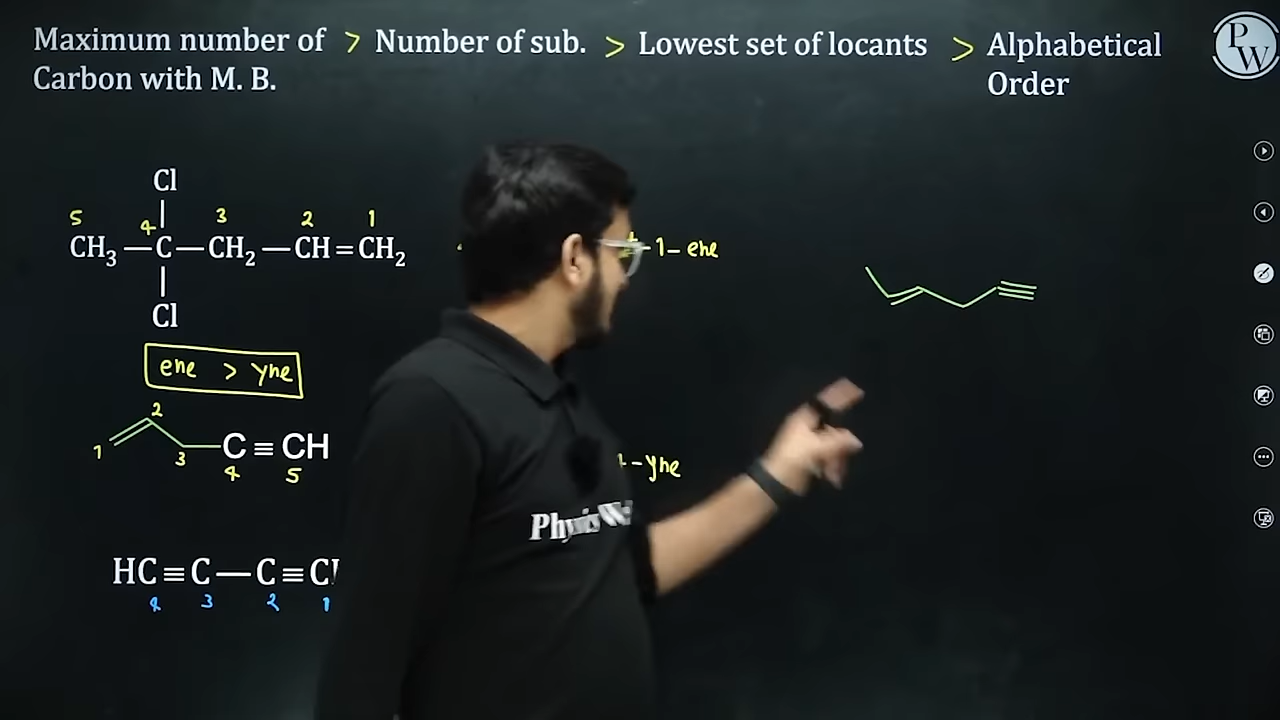 Maximum number of > Number of sub. > Lowest set of locants > Alphabetical
Carbon with M. B. Order
PW
Cl
5 4 3 2 1
CH₃ — C — CH₂ — CH = CH₂
1 - ene
Cl
ene > yne
1 2 3 4 5
C ≡ CH
- yne
Physics
HC ≡ C — C ≡
4 3 2 1